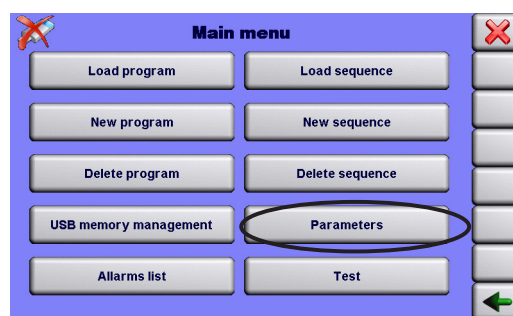 Main menu
Load program
Load sequence
New program
New sequence
Delete program
Delete sequence
USB memory management
Parameters
Allarms list
Test